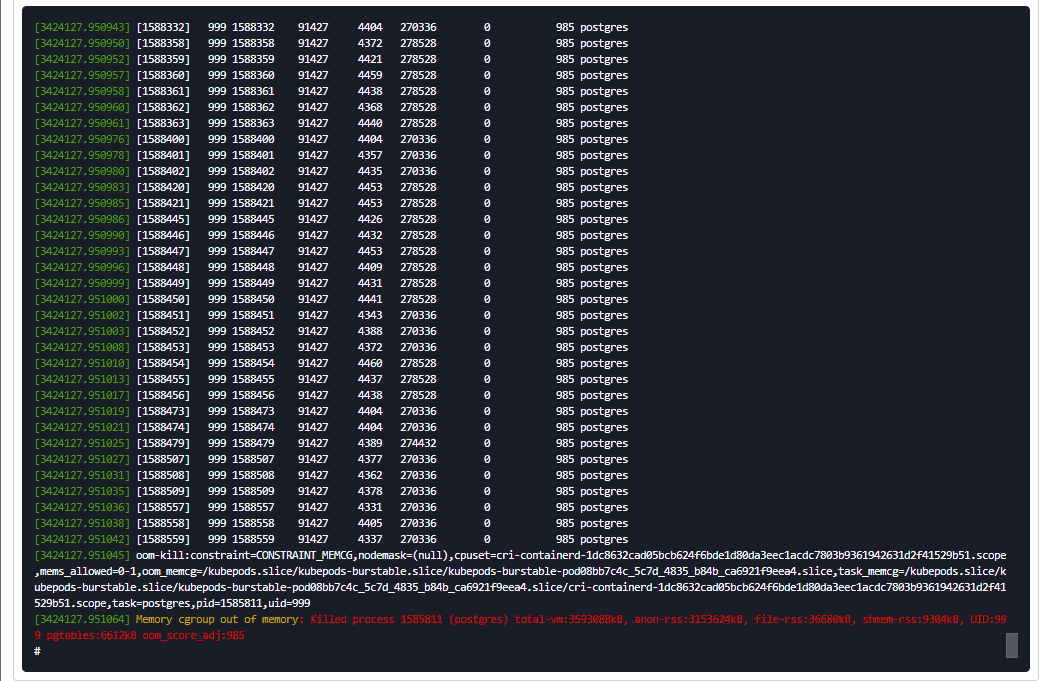 [3424127.950943] [1588332]   999 1588332    91427     4404   270336        0           985 postgres
[3424127.950950] [1588358]   999 1588358    91427     4372   278528        0           985 postgres
[3424127.950952] [1588359]   999 1588359    91427     4421   278528        0           985 postgres
[3424127.950957] [1588360]   999 1588360    91427     4459   278528        0           985 postgres
[3424127.950958] [1588361]   999 1588361    91427     4438   278528        0           985 postgres
[3424127.950960] [1588362]   999 1588362    91427     4368   278528        0           985 postgres
[3424127.950961] [1588363]   999 1588363    91427     4440   278528        0           985 postgres
[3424127.950976] [1588400]   999 1588400    91427     4404   270336        0           985 postgres
[3424127.950978] [1588401]   999 1588401    91427     4357   270336        0           985 postgres
[3424127.950980] [1588402]   999 1588402    91427     4435   270336        0           985 postgres
[3424127.950983] [1588420]   999 1588420    91427     4453   278528        0           985 postgres
[3424127.950985] [1588421]   999 1588421    91427     4453   278528        0           985 postgres
[3424127.950986] [1588445]   999 1588445    91427     4426   278528        0           985 postgres
[3424127.950990] [1588446]   999 1588446    91427     4432   278528        0           985 postgres
[3424127.950993] [1588447]   999 1588447    91427     4453   278528        0           985 postgres
[3424127.950996] [1588448]   999 1588448    91427     4409   278528        0           985 postgres
[3424127.950999] [1588449]   999 1588449    91427     4431   278528        0           985 postgres
[3424127.951000] [1588450]   999 1588450    91427     4441   278528        0           985 postgres
[3424127.951002] [1588451]   999 1588451    91427     4343   270336        0           985 postgres
[3424127.951003] [1588452]   999 1588452    91427     4388   270336        0           985 postgres
[3424127.951008] [1588453]   999 1588453    91427     4372   270336        0           985 postgres
[3424127.951010] [1588454]   999 1588454    91427     4460   278528        0           985 postgres
[3424127.951013] [1588455]   999 1588455    91427     4437   278528        0           985 postgres
[3424127.951017] [1588456]   999 1588456    91427     4438   278528        0           985 postgres
[3424127.951019] [1588473]   999 1588473    91427     4404   270336        0           985 postgres
[3424127.951021] [1588474]   999 1588474    91427     4404   270336        0           985 postgres
[3424127.951025] [1588479]   999 1588479    91427     4389   274432        0           985 postgres
[3424127.951027] [1588507]   999 1588507    91427     4377   270336        0           985 postgres
[3424127.951031] [1588508]   999 1588508    91427     4362   270336        0           985 postgres
[3424127.951035] [1588509]   999 1588509    91427     4378   270336        0           985 postgres
[3424127.951036] [1588557]   999 1588557    91427     4331   270336        0           985 postgres
[3424127.951038] [1588558]   999 1588558    91427     4405   270336        0           985 postgres
[3424127.951042] [1588559]   999 1588559    91427     4337   270336        0           985 postgres
[3424127.951045] oom-kill:constraint=CONSTRAINT_MEMCG,nodemask=(null),cpuset=cri-containerd-1dc8632cad05bcb624f6bde1d80da3eec1acdc7803b9361942631d2f41529b51.scope
,mems_allowed=0-1,oom_memcg=/kubepods.slice/kubepods-burstable.slice/kubepods-burstable-pod08bb7c4c_5c7d_4835_b84b_ca6921f9eea4.slice,task_memcg=/kubepods.slice/k
ubepods-burstable.slice/kubepods-burstable-pod08bb7c4c_5c7d_4835_b84b_ca6921f9eea4.slice/cri-containerd-1dc8632cad05bcb624f6bde1d80da3eec1acdc7803b9361942631d2f41
529b51.scope,task=postgres,pid=1585811,uid=999
[3424127.951064] Memory cgroup out of memory: Killed process 1585811 (postgres) total-vm:3593088kB, anon-rss:3153624kB, file-rss:36680kB, shmem-rss:9304kB, UID:99
9 pgtables:6612kB oom_score_adj:985
#